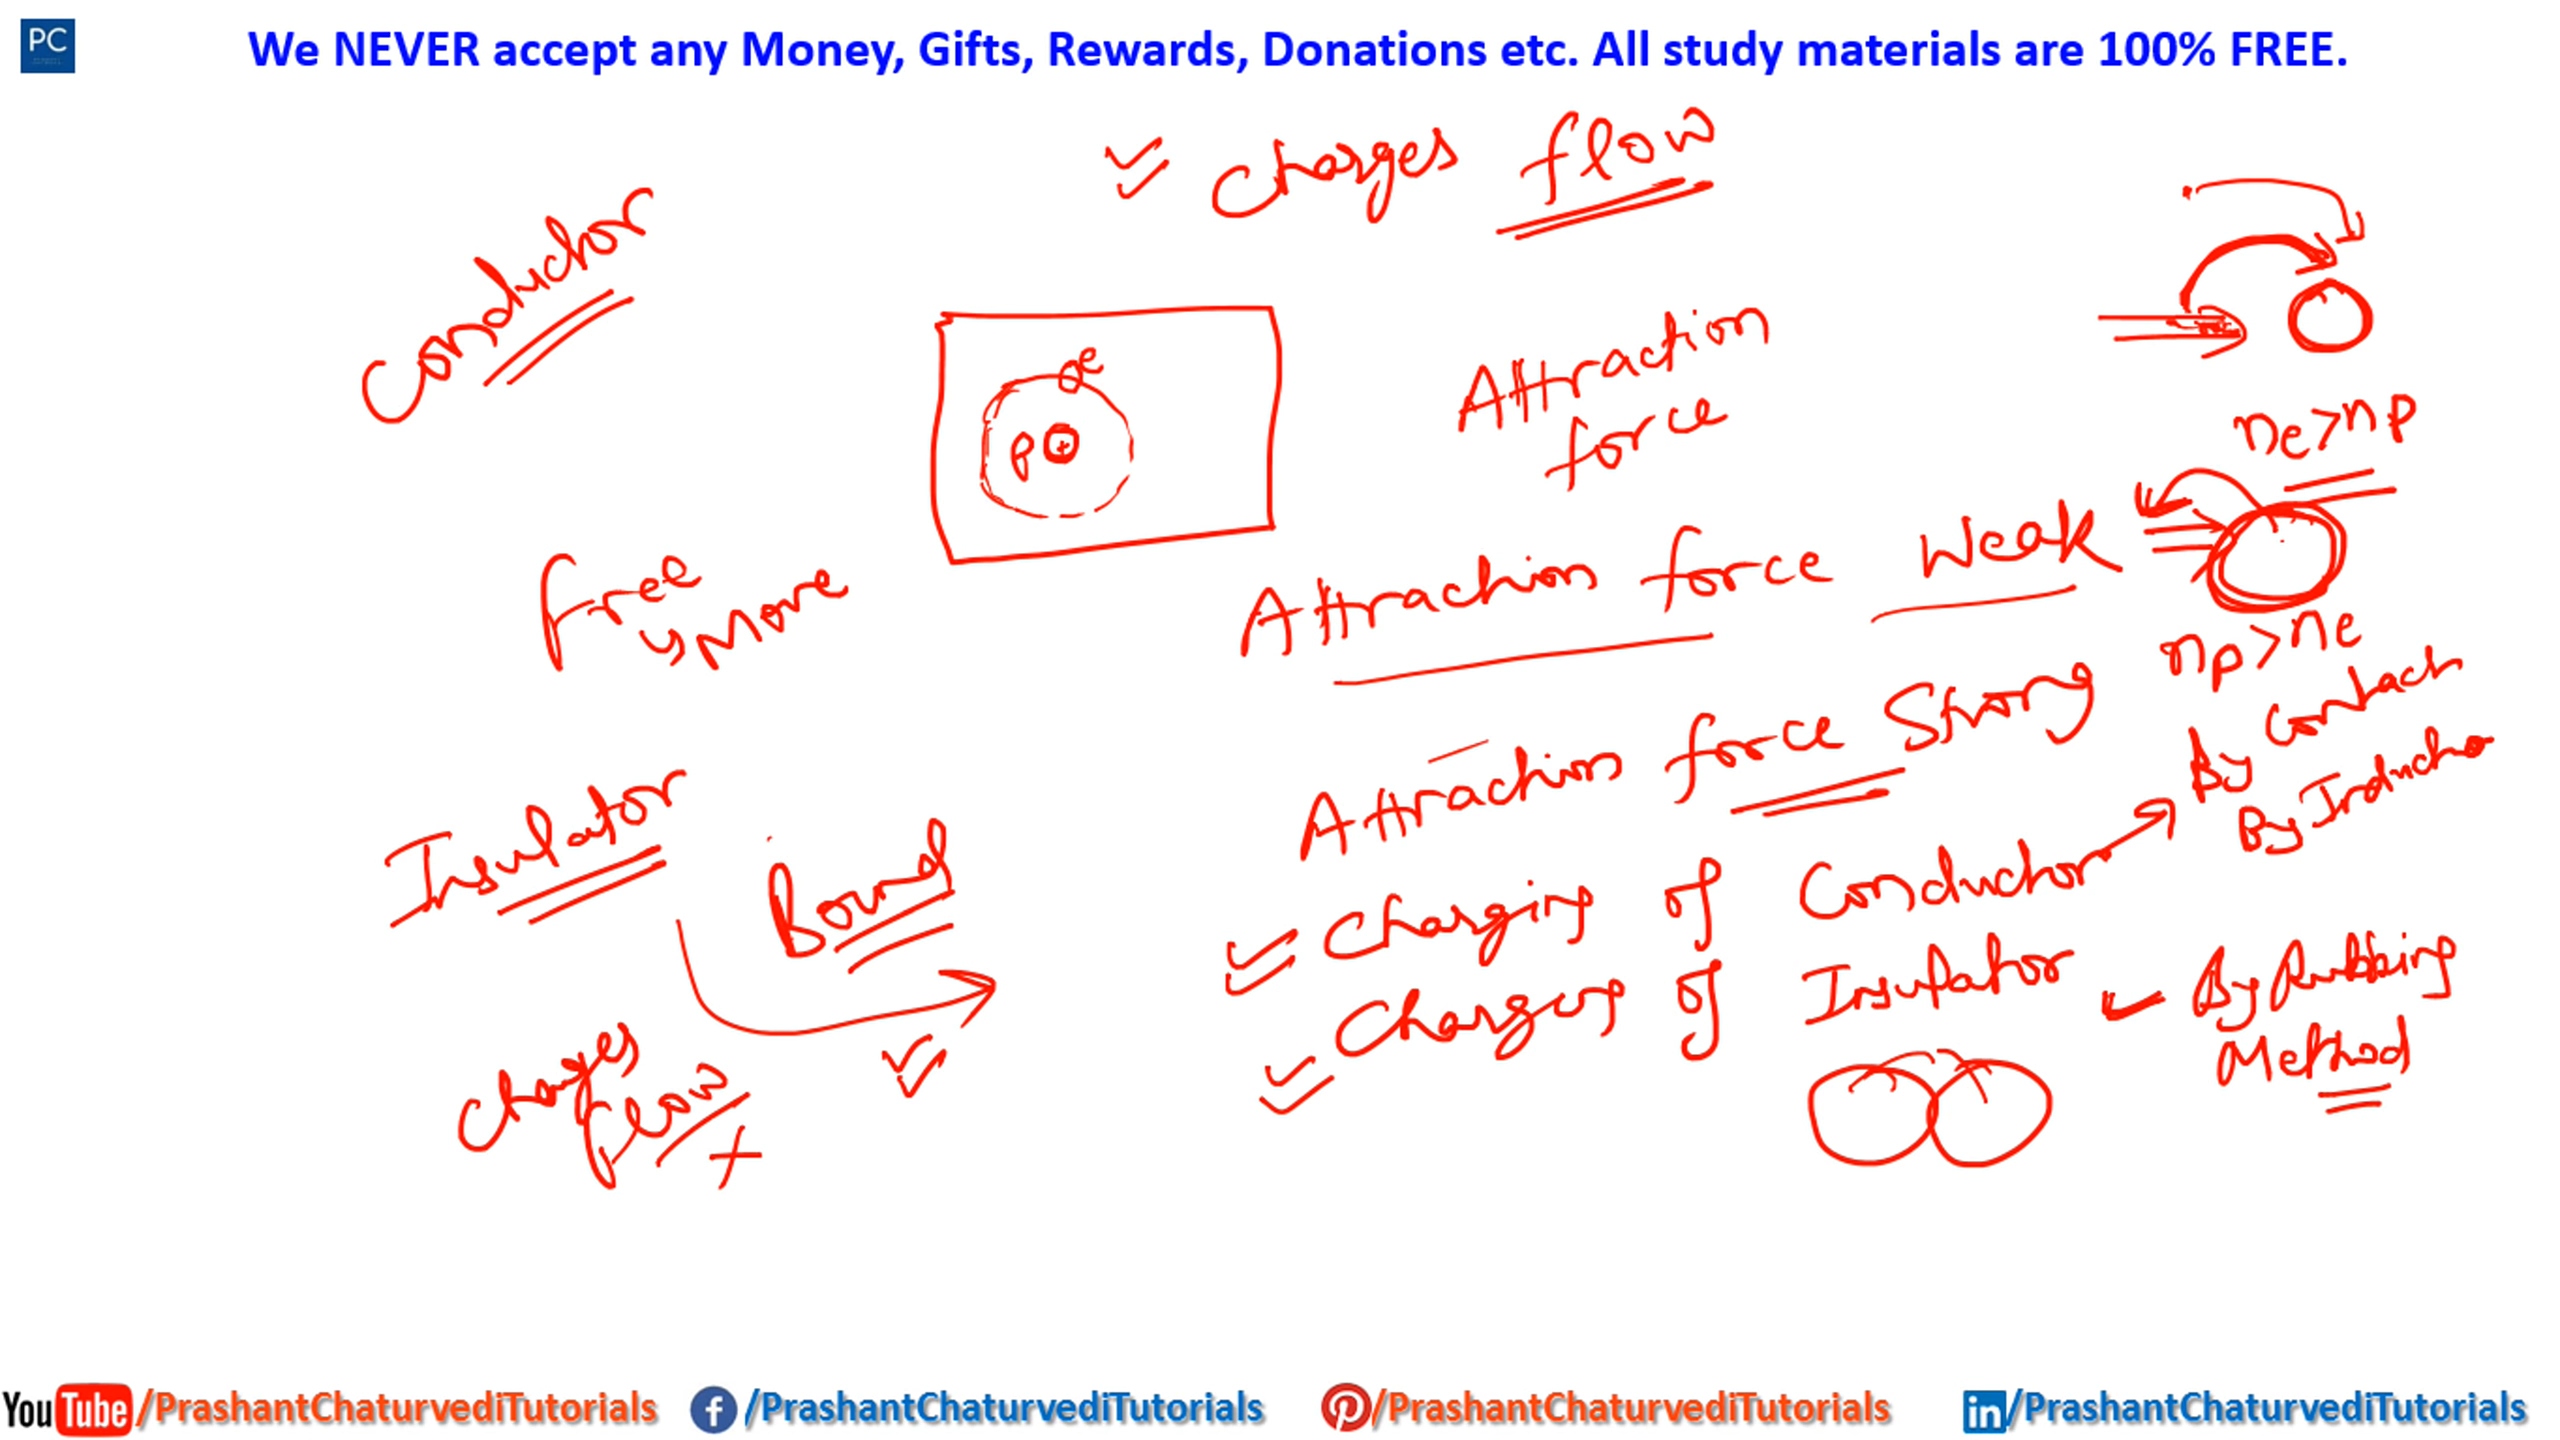 PC
We NEVER accept any Money, Gifts, Rewards, Donations etc. All study materials are 100% FREE.
Charges flow
Conductor
e
p +
Attraction
force
ne>np
free
Move
Attraction force Weak
np>ne
Attraction force Strong
By Contact
By Induction
Insulator
Bound
Charging of Conductor
Charging of Insulator
By Rubbing
Method
Charges
flow
x
YouTube/PrashantChaturvediTutorials
f/PrashantChaturvediTutorials
/PrashantChaturvediTutorials
in/PrashantChaturvediTutorials